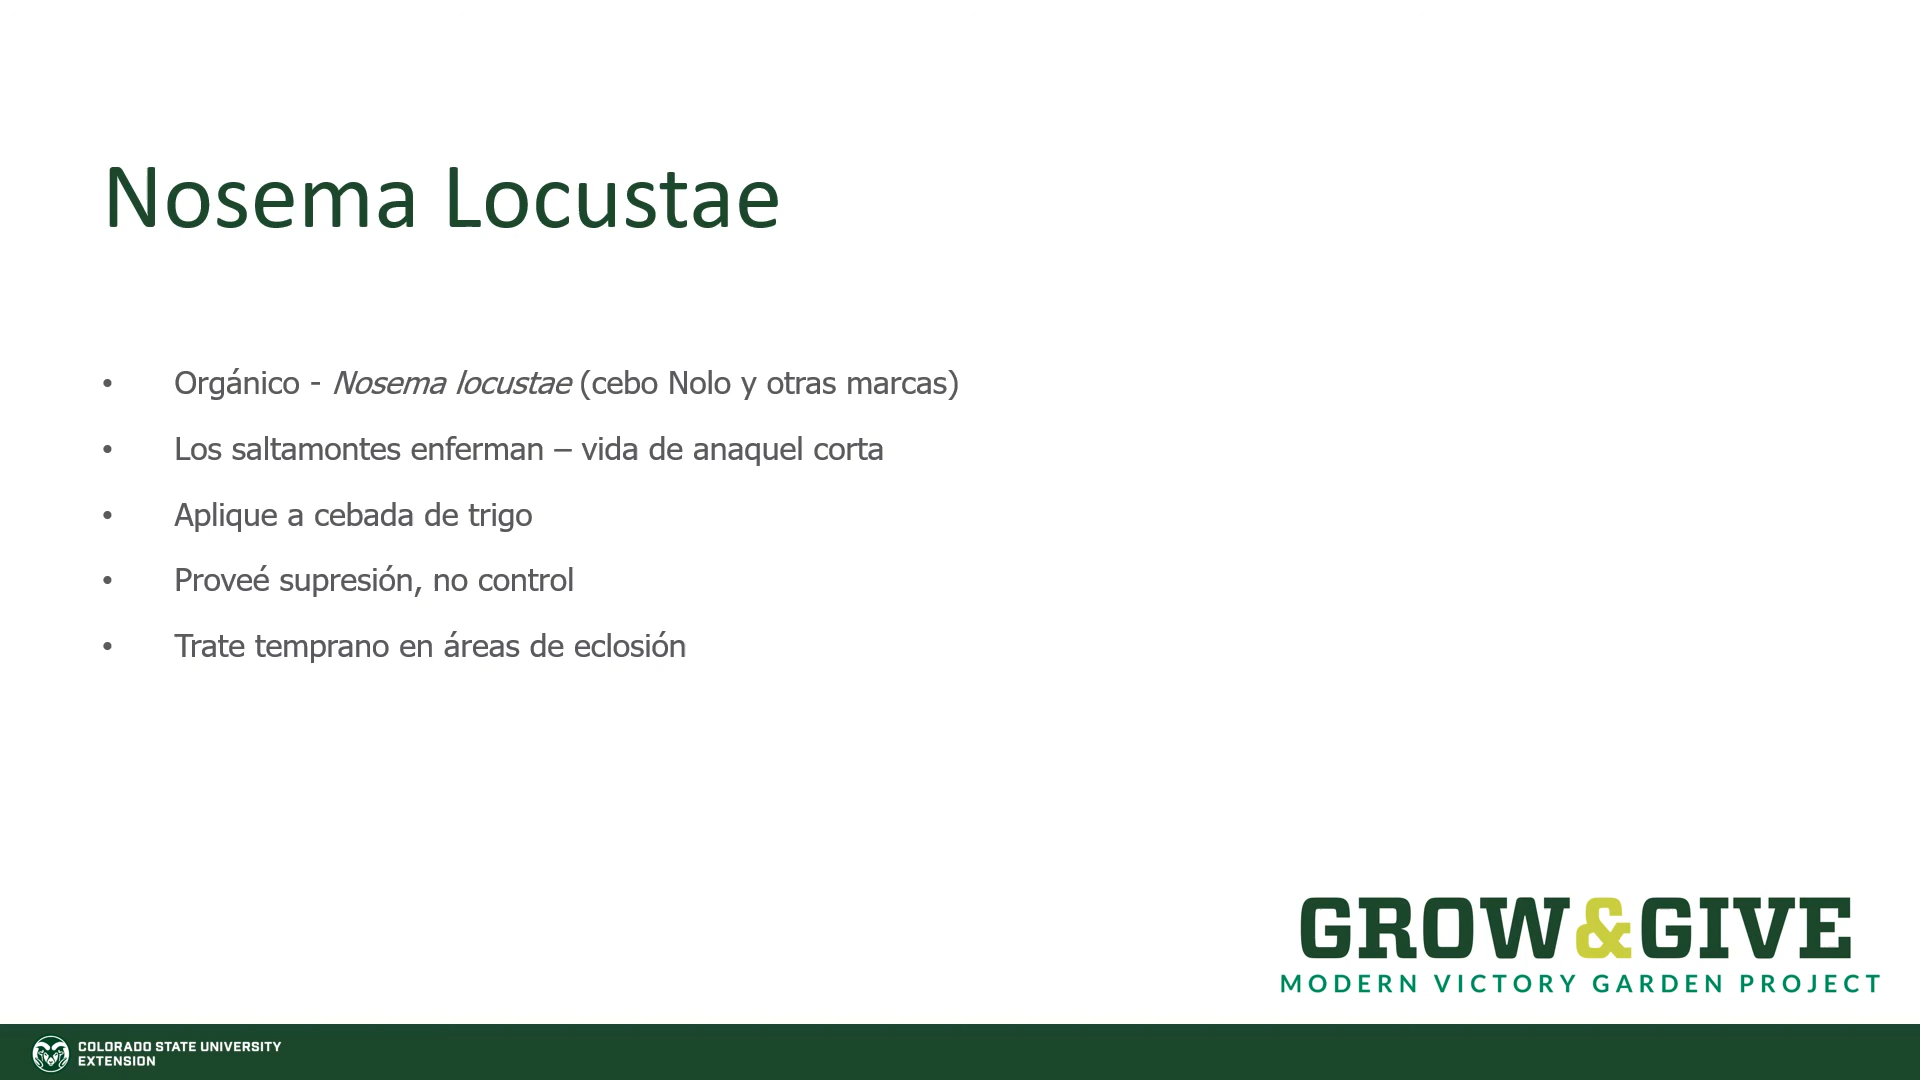 Nosema Locustae
• Orgánico - Nosema locustae (cebo Nolo y otras marcas)
• Los saltamontes enferman – vida de anaquel corta
• Aplique a cebada de trigo
• Proveé supresión, no control
• Trate temprano en áreas de eclosión
GROW&GIVE
MODERN VICTORY GARDEN PROJECT
COLORADO STATE UNIVERSITY
EXTENSION